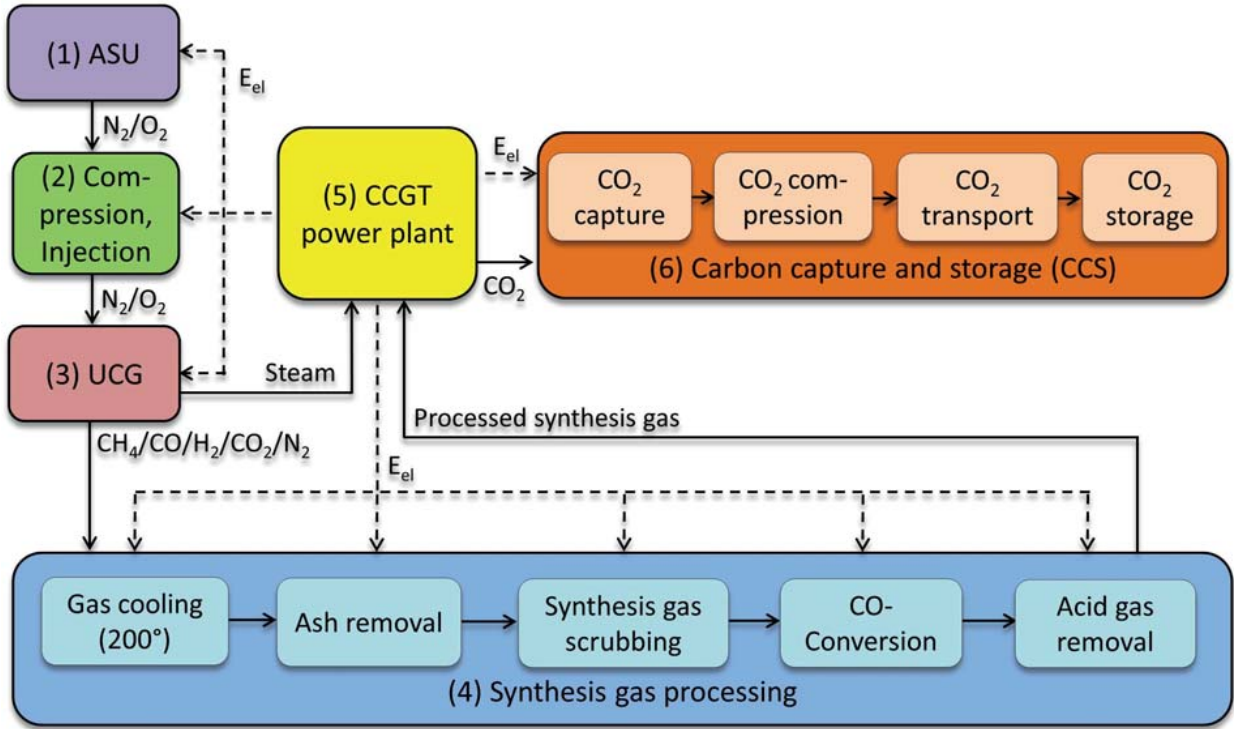 (1) ASU
E_el
N₂/O₂
(2) Com-
pression,
Injection
N₂/O₂
(3) UCG
Steam
CH₄/CO/H₂/CO₂/N₂
(5) CCGT
power plant
E_el
CO₂
CO₂
capture
CO₂ com-
pression
CO₂
transport
CO₂
storage
(6) Carbon capture and storage (CCS)
Processed synthesis gas
E_el
Gas cooling
(200°)
Ash removal
Synthesis gas
scrubbing
CO-
Conversion
Acid gas
removal
(4) Synthesis gas processing